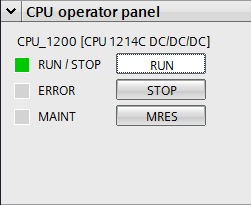 CPU operator panel
CPU_1200 [CPU 1214C DC/DC/DC]
RUN / STOP RUN
ERROR STOP
MAINT MRES